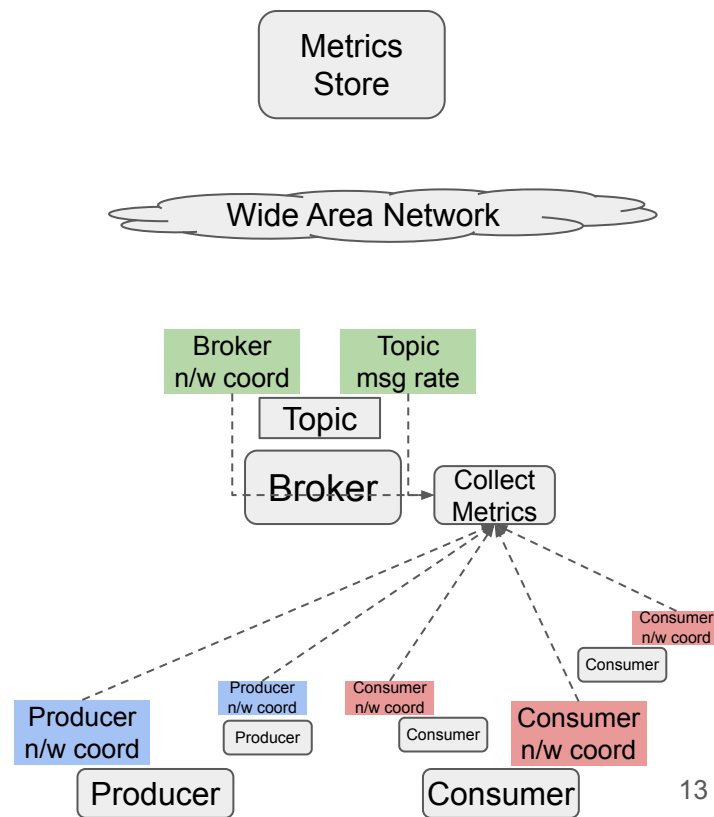 Metrics
Store
Wide Area Network
Broker
n/w coord
Topic
msg rate
Topic
Broker
Collect
Metrics
Consumer
n/w coord
Consumer
Producer
n/w coord
Consumer
n/w coord
Producer
n/w coord
Producer
Consumer
Consumer
n/w coord
Producer
Consumer
13